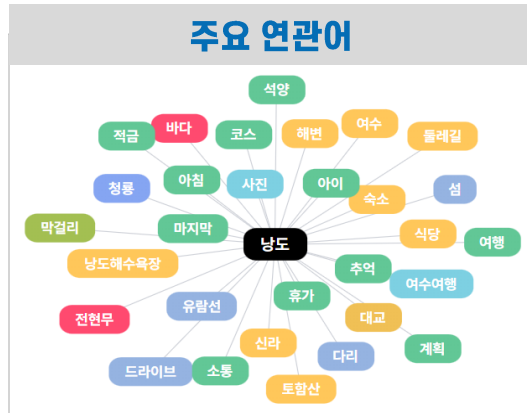 주요 연관어
석양
바다
적금
코스
해변
여수
둘레길
아침
사진
아이
숙소
섬
청룡
막걸리
마지막
낭도
식당
여행
낭도해수욕장
추억
여수여행
전현무
유람선
휴가
대교
신라
다리
계획
드라이브
소통
토함산